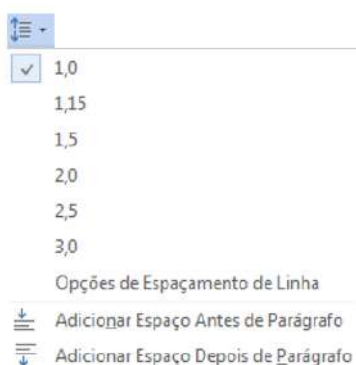 1,0
1,15
1,5
2,0
2,5
3,0
Opções de Espaçamento de Linha
Adicionar Espaço Antes de Parágrafo
Adicionar Espaço Depois de Parágrafo